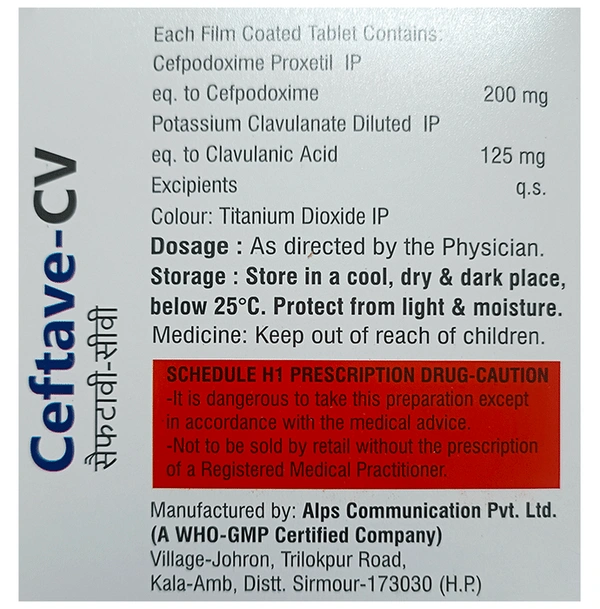 Ceftave-CV
सैफटावी-सीवी
Each Film Coated Tablet Contains:
Cefpodoxime Proxetil IP
eq. to Cefpodoxime 200 mg
Potassium Clavulanate Diluted IP
eq. to Clavulanic Acid 125 mg
Excipients q.s.
Colour: Titanium Dioxide IP
Dosage : As directed by the Physician.
Storage : Store in a cool, dry & dark place,
below 25°C. Protect from light & moisture.
Medicine: Keep out of reach of children.
SCHEDULE H1 PRESCRIPTION DRUG-CAUTION
-It is dangerous to take this preparation except
in accordance with the medical advice.
-Not to be sold by retail without the prescription
of a Registered Medical Practitioner.
Manufactured by: Alps Communication Pvt. Ltd.
(A WHO-GMP Certified Company)
Village-Johron, Trilokpur Road,
Kala-Amb, Distt. Sirmour-173030 (H.P.)